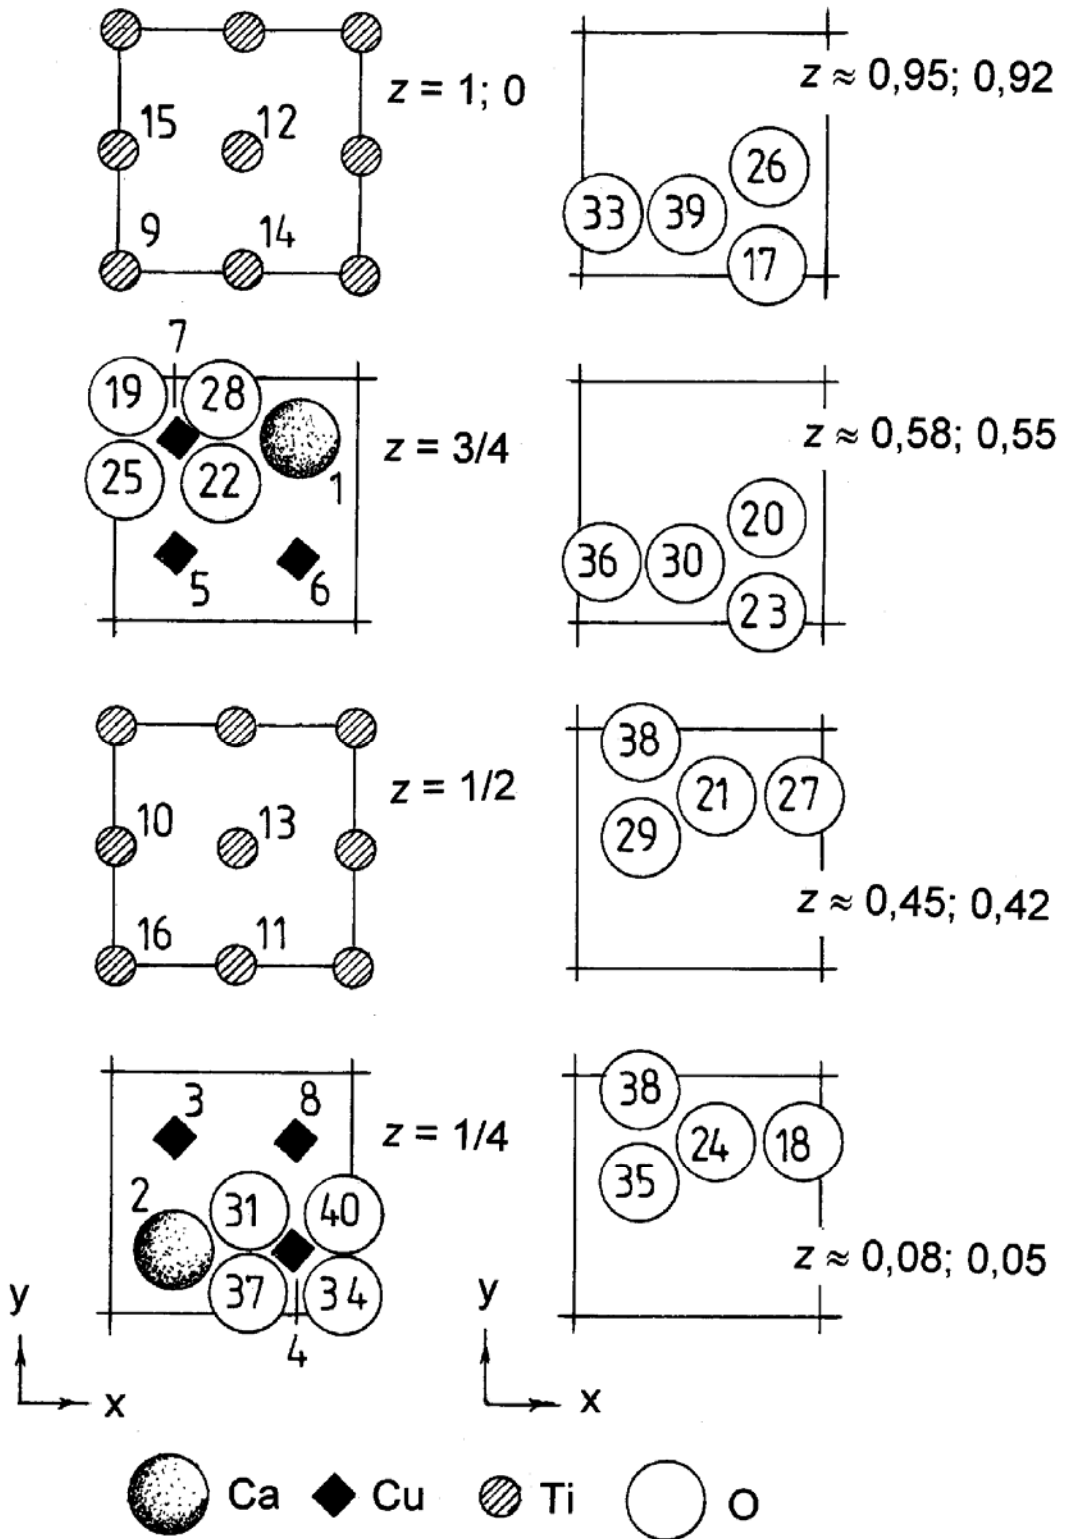 z = 1; 0
15 12
9 14
z ≈ 0,95; 0,92
26
33 39
17
7
19 28
25 22
1
5 6
z = 3/4
z ≈ 0,58; 0,55
20
36 30
23
z = 1/2
10 13
16 11
38
21 27
29
z ≈ 0,45; 0,42
3 8
2 31 40
37 34
4
z = 1/4
38
24 18
35
z ≈ 0,08; 0,05
y
x
y
x
Ca Cu Ti O